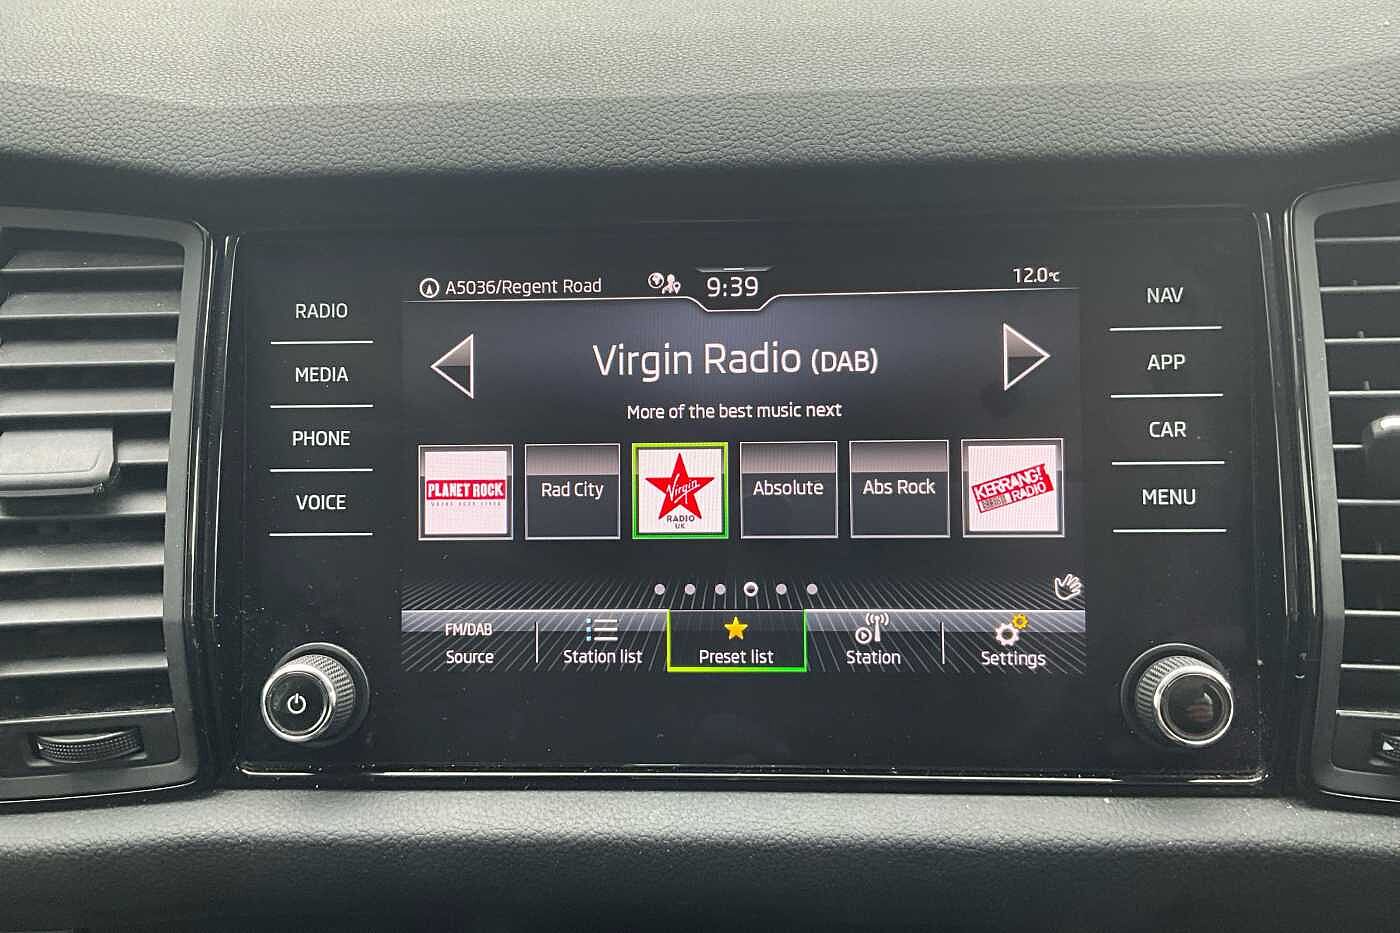 A5036/Regent Road
9:39
12.0°C
RADIO
MEDIA
PHONE
VOICE
Virgin Radio (DAB)
More of the best music next
PLANET ROCK
Rad City
Virgin
RADIO
UK
Absolute
Abs Rock
KERRANG!
RADIO
FM/DAB
Source
Station list
Preset list
Station
Settings
NAV
APP
CAR
MENU